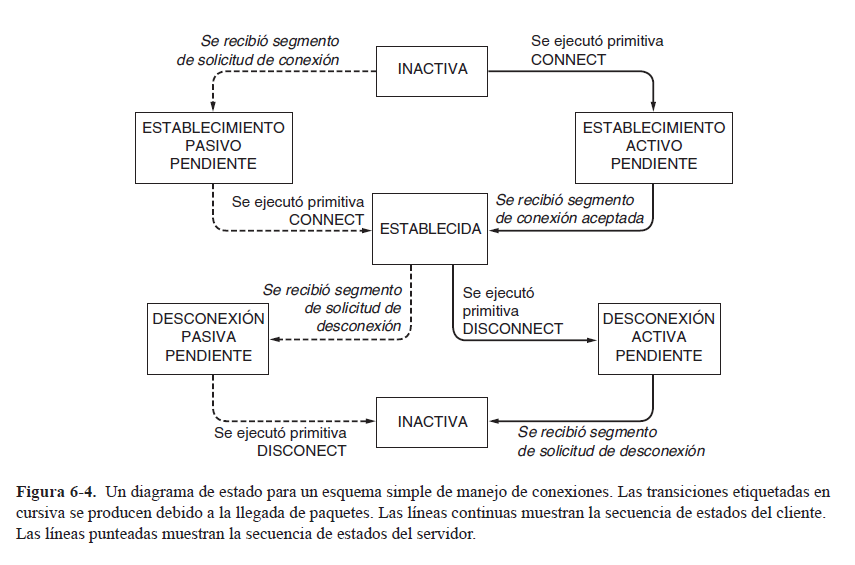 Se recibió segmento
de solicitud de conexión
INACTIVA
Se ejecutó primitiva
CONNECT
ESTABLECIMIENTO
PASIVO
PENDIENTE
ESTABLECIMIENTO
ACTIVO
PENDIENTE
Se ejecutó primitiva
CONNECT
ESTABLECIDA
Se recibió segmento
de conexión aceptada
Se recibió segmento
de solicitud de
desconexión
Se ejecutó
primitiva
DISCONNECT
DESCONEXIÓN
PASIVA
PENDIENTE
DESCONEXIÓN
ACTIVA
PENDIENTE
Se ejecutó primitiva
DISCONECT
INACTIVA
Se recibió segmento
de solicitud de desconexión
Figura 6-4. Un diagrama de estado para un esquema simple de manejo de conexiones. Las transiciones etiquetadas en
cursiva se producen debido a la llegada de paquetes. Las líneas continuas muestran la secuencia de estados del cliente.
Las líneas punteadas muestran la secuencia de estados del servidor.